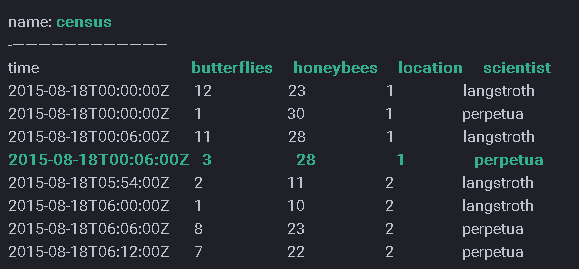 name: census
-————————————
time butterflies honeybees location scientist
2015-08-18T00:00:00Z 12 23 1 langstroth
2015-08-18T00:00:00Z 1 30 1 perpetua
2015-08-18T00:06:00Z 11 28 1 langstroth
2015-08-18T00:06:00Z 3 28 1 perpetua
2015-08-18T05:54:00Z 2 11 2 langstroth
2015-08-18T06:00:00Z 1 10 2 langstroth
2015-08-18T06:06:00Z 8 23 2 perpetua
2015-08-18T06:12:00Z 7 22 2 perpetua